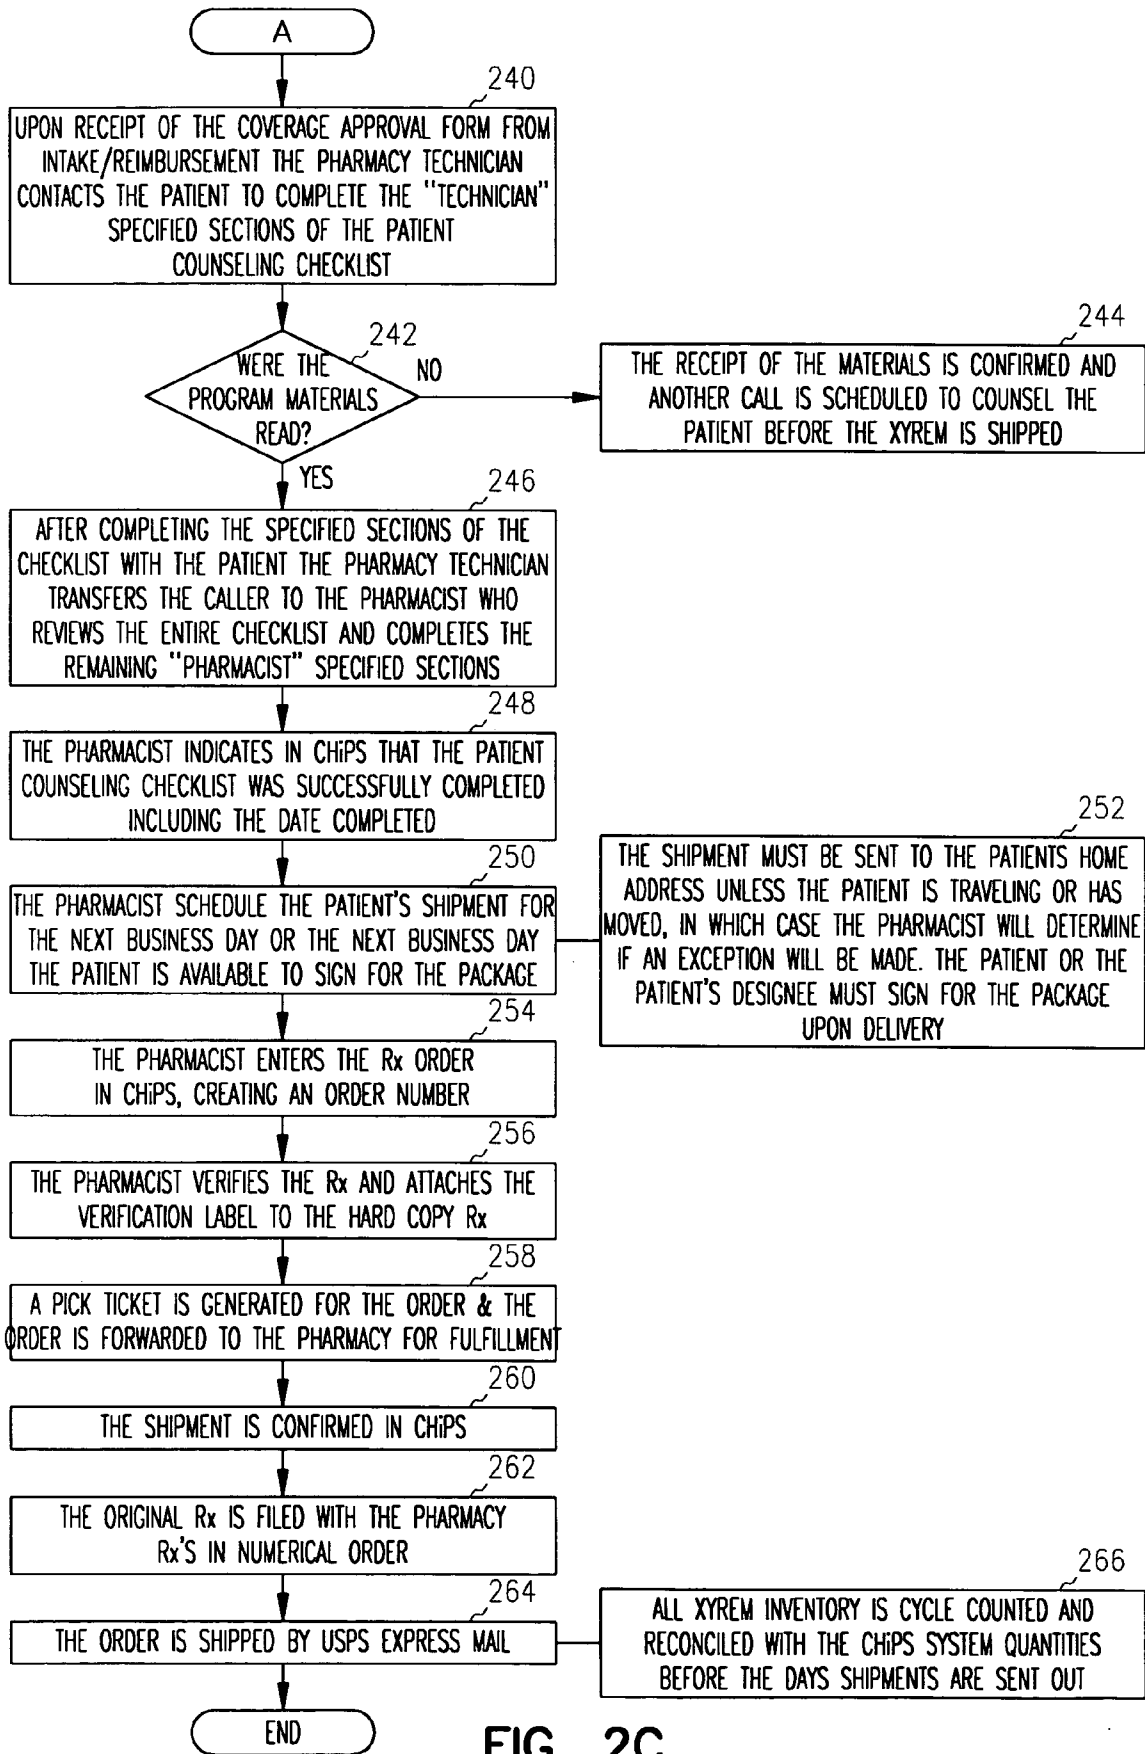 A
240
UPON RECEIPT OF THE COVERAGE APPROVAL FORM FROM
INTAKE/REIMBURSEMENT THE PHARMACY TECHNICIAN
CONTACTS THE PATIENT TO COMPLETE THE "TECHNICIAN"
SPECIFIED SECTIONS OF THE PATIENT
COUNSELING CHECKLIST
242
WERE THE
PROGRAM MATERIALS
READ?
NO
YES
244
THE RECEIPT OF THE MATERIALS IS CONFIRMED AND
ANOTHER CALL IS SCHEDULED TO COUNSEL THE
PATIENT BEFORE THE XYREM IS SHIPPED
246
AFTER COMPLETING THE SPECIFIED SECTIONS OF THE
CHECKLIST WITH THE PATIENT THE PHARMACY TECHNICIAN
TRANSFERS THE CALLER TO THE PHARMACIST WHO
REVIEWS THE ENTIRE CHECKLIST AND COMPLETES THE
REMAINING "PHARMACIST" SPECIFIED SECTIONS
248
THE PHARMACIST INDICATES IN CHiPS THAT THE PATIENT
COUNSELING CHECKLIST WAS SUCCESSFULLY COMPLETED
INCLUDING THE DATE COMPLETED
250
THE PHARMACIST SCHEDULE THE PATIENT'S SHIPMENT FOR
THE NEXT BUSINESS DAY OR THE NEXT BUSINESS DAY
THE PATIENT IS AVAILABLE TO SIGN FOR THE PACKAGE
252
THE SHIPMENT MUST BE SENT TO THE PATIENTS HOME
ADDRESS UNLESS THE PATIENT IS TRAVELING OR HAS
MOVED, IN WHICH CASE THE PHARMACIST WILL DETERMINE
IF AN EXCEPTION WILL BE MADE. THE PATIENT OR THE
PATIENT'S DESIGNEE MUST SIGN FOR THE PACKAGE
UPON DELIVERY
254
THE PHARMACIST ENTERS THE Rx ORDER
IN CHiPS, CREATING AN ORDER NUMBER
256
THE PHARMACIST VERIFIES THE Rx AND ATTACHES THE
VERIFICATION LABEL TO THE HARD COPY Rx
258
A PICK TICKET IS GENERATED FOR THE ORDER & THE
ORDER IS FORWARDED TO THE PHARMACY FOR FULFILLMENT
260
THE SHIPMENT IS CONFIRMED IN CHiPS
262
THE ORIGINAL Rx IS FILED WITH THE PHARMACY
Rx'S IN NUMERICAL ORDER
264
THE ORDER IS SHIPPED BY USPS EXPRESS MAIL
266
ALL XYREM INVENTORY IS CYCLE COUNTED AND
RECONCILED WITH THE CHiPS SYSTEM QUANTITIES
BEFORE THE DAYS SHIPMENTS ARE SENT OUT
END
FIG. 2C